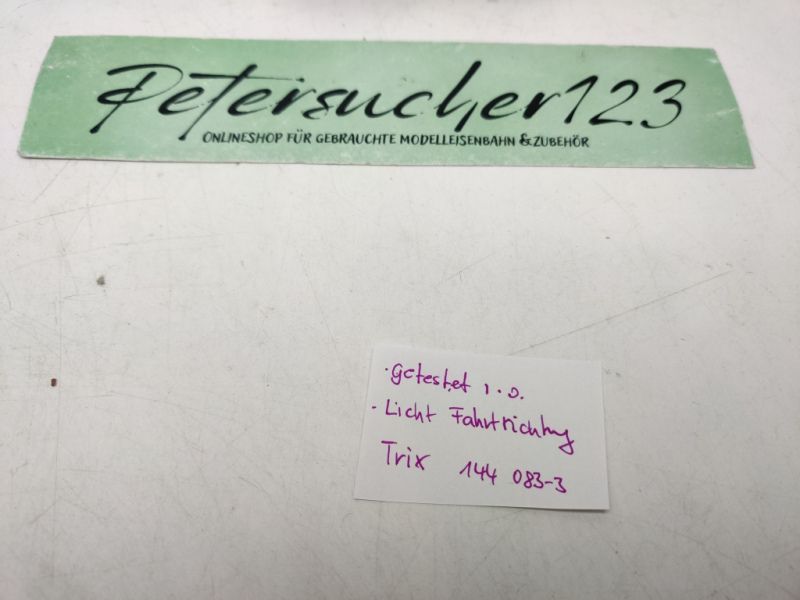 Petersucher123
ONLINESHOP FÜR GEBRAUCHTE MODELLEISENBAHN & ZUBEHÖR
· Getestet i.O.
· Licht Fahrtrichtung
Trix 144 083-3